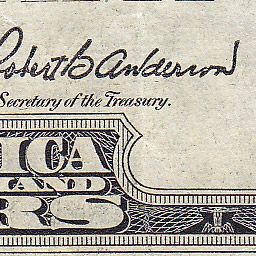 Robert B Anderson
Secretary of the Treasury.
ICA
AND
RS